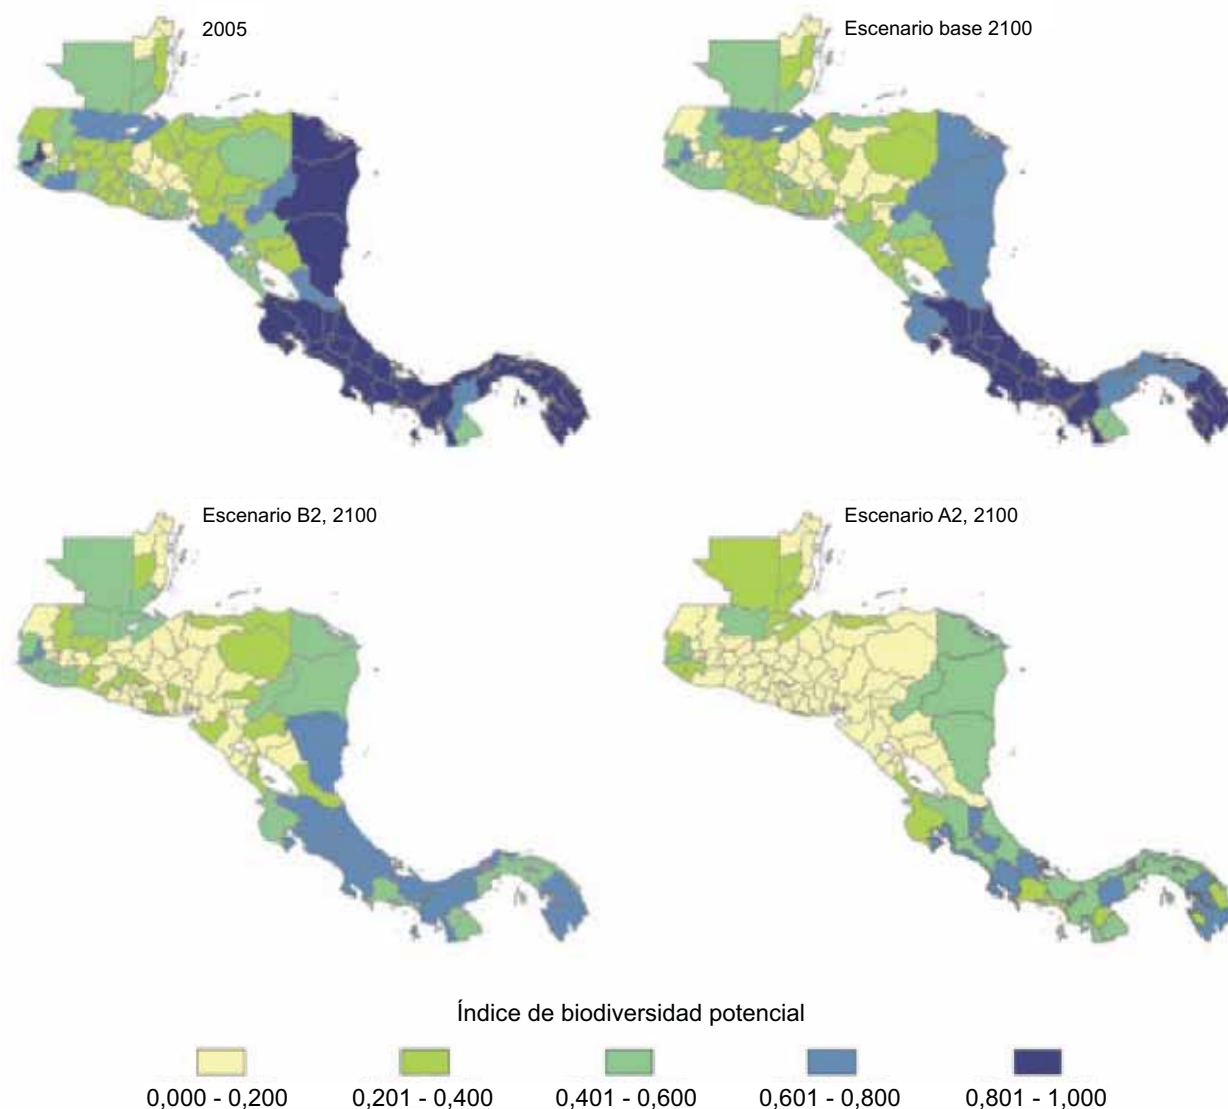 2005
Escenario base 2100
Escenario B2, 2100
Escenario A2, 2100
Índice de biodiversidad potencial
0,000 - 0,200
0,201 - 0,400
0,401 - 0,600
0,601 - 0,800
0,801 - 1,000